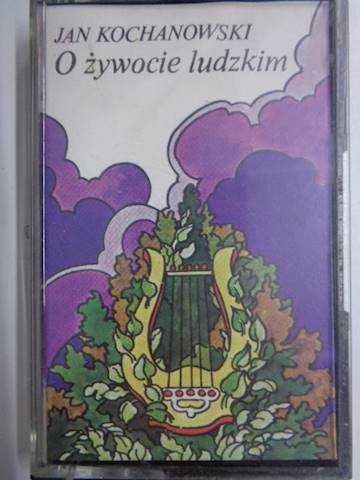 JAN KOCHANOWSKI
O żywocie ludzkim